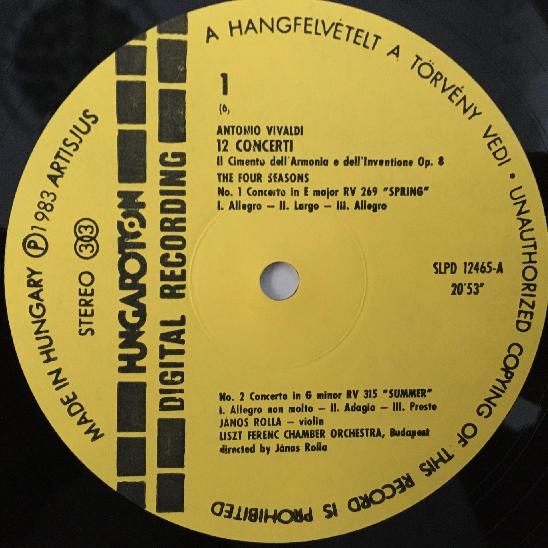 A HANGFELVÉTELT A TÖRVÉNY VÉDI • UNAUTHORIZED COPYING OF THIS RECORD IS PROHIBITED
MADE IN HUNGARY Ⓟ 1983 ARTISJUS
STEREO 303
HUNGAROTON
DIGITAL RECORDING
1
(6,
ANTONIO VIVALDI
12 CONCERTI
Il Cimento dell'Armonia e dell'Inventione Op. 8
THE FOUR SEASONS
No. 1 Concerto in E major RV 269 "SPRING"
I. Allegro — II. Largo — III. Allegro
SLPD 12465-A
20'53"
No. 2 Concerto in G minor RV 315 "SUMMER"
I. Allegro non molto — II. Adagio — III. Presto
JÁNOS ROLLA — violin
LISZT FERENC CHAMBER ORCHESTRA, Budapest
directed by János Rolla